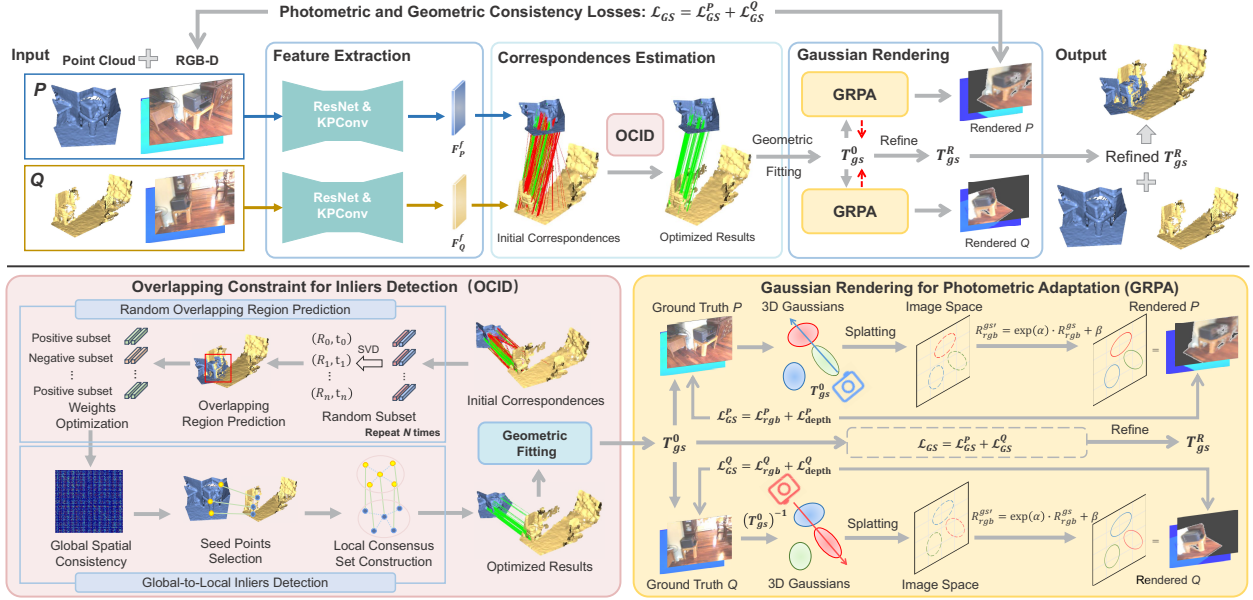 Photometric and Geometric Consistency Losses: ℒ_GS = ℒ_GS^P + ℒ_GS^Q
Input
Point Cloud
RGB-D
P
Q
Feature Extraction
ResNet &
KPConv
F_P^f
ResNet &
KPConv
F_Q^f
Correspondences Estimation
OCID
Initial Correspondences
Optimized Results
Geometric
Fitting
Gaussian Rendering
GRPA
T_gs^0
Refine
T_gs^R
GRPA
Rendered P
Rendered Q
Output
Refined T_gs^R
Overlapping Constraint for Inliers Detection（OCID）
Random Overlapping Region Prediction
Positive subset
Negative subset
⋮
Positive subset
Weights
Optimization
Overlapping
Region Prediction
(R_0, t_0)
(R_1, t_1)
⋮
(R_n, t_n)
SVD
⋮
Random Subset
Repeat N times
Initial Correspondences
Geometric
Fitting
Global Spatial
Consistency
Seed Points
Selection
Local Consensus
Set Construction
Optimized Results
Global-to-Local Inliers Detection
Gaussian Rendering for Photometric Adaptation (GRPA)
Ground Truth P
3D Gaussians
Image Space
Rendered P
Splatting
R_rgb^gs′ = exp(α) · R_rgb^gs + β
=
T_gs^0
ℒ_GS^P = ℒ_rgb^P + ℒ_depth^P
T_gs^0
ℒ_GS = ℒ_GS^P + ℒ_GS^Q
Refine
T_gs^R
ℒ_GS^Q = ℒ_rgb^Q + ℒ_depth^Q
(T_gs^0)^−1
Splatting
R_rgb^gs′ = exp(α) · R_rgb^gs + β
=
Ground Truth Q
3D Gaussians
Image Space
Rendered Q